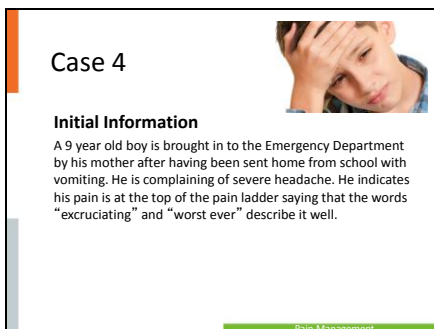 Case 4
Initial Information
A 9 year old boy is brought in to the Emergency Department
by his mother after having been sent home from school with
vomiting. He is complaining of severe headache. He indicates
his pain is at the top of the pain ladder saying that the words
“excruciating” and “worst ever” describe it well.
Pain Management